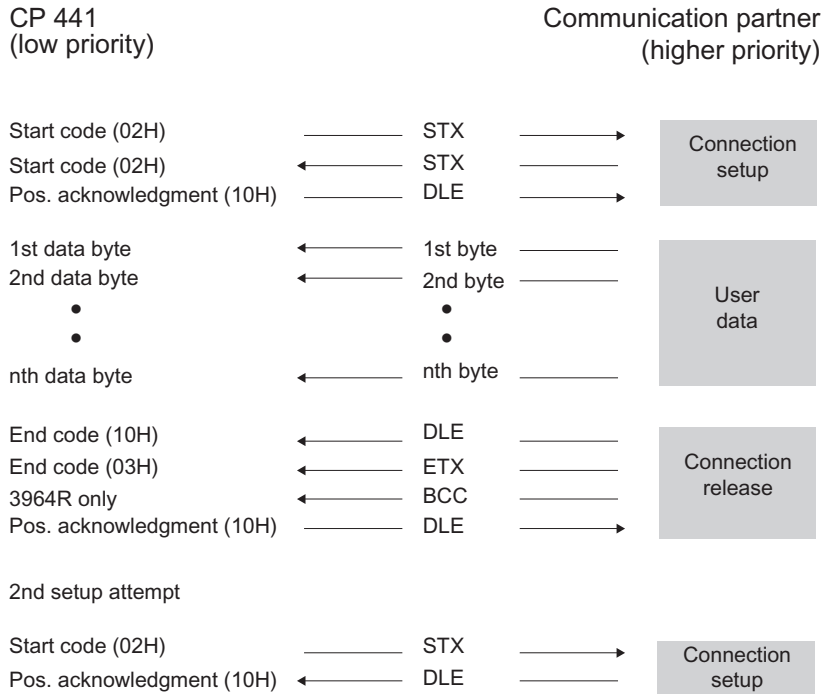 CP 441
(low priority)
Communication partner
(higher priority)
Start code (02H) STX
Start code (02H) STX
Pos. acknowledgment (10H) DLE
Connection
setup
1st data byte 1st byte
2nd data byte 2nd byte
nth data byte nth byte
User
data
End code (10H) DLE
End code (03H) ETX
3964R only BCC
Pos. acknowledgment (10H) DLE
Connection
release
2nd setup attempt
Start code (02H) STX
Pos. acknowledgment (10H) DLE
Connection
setup